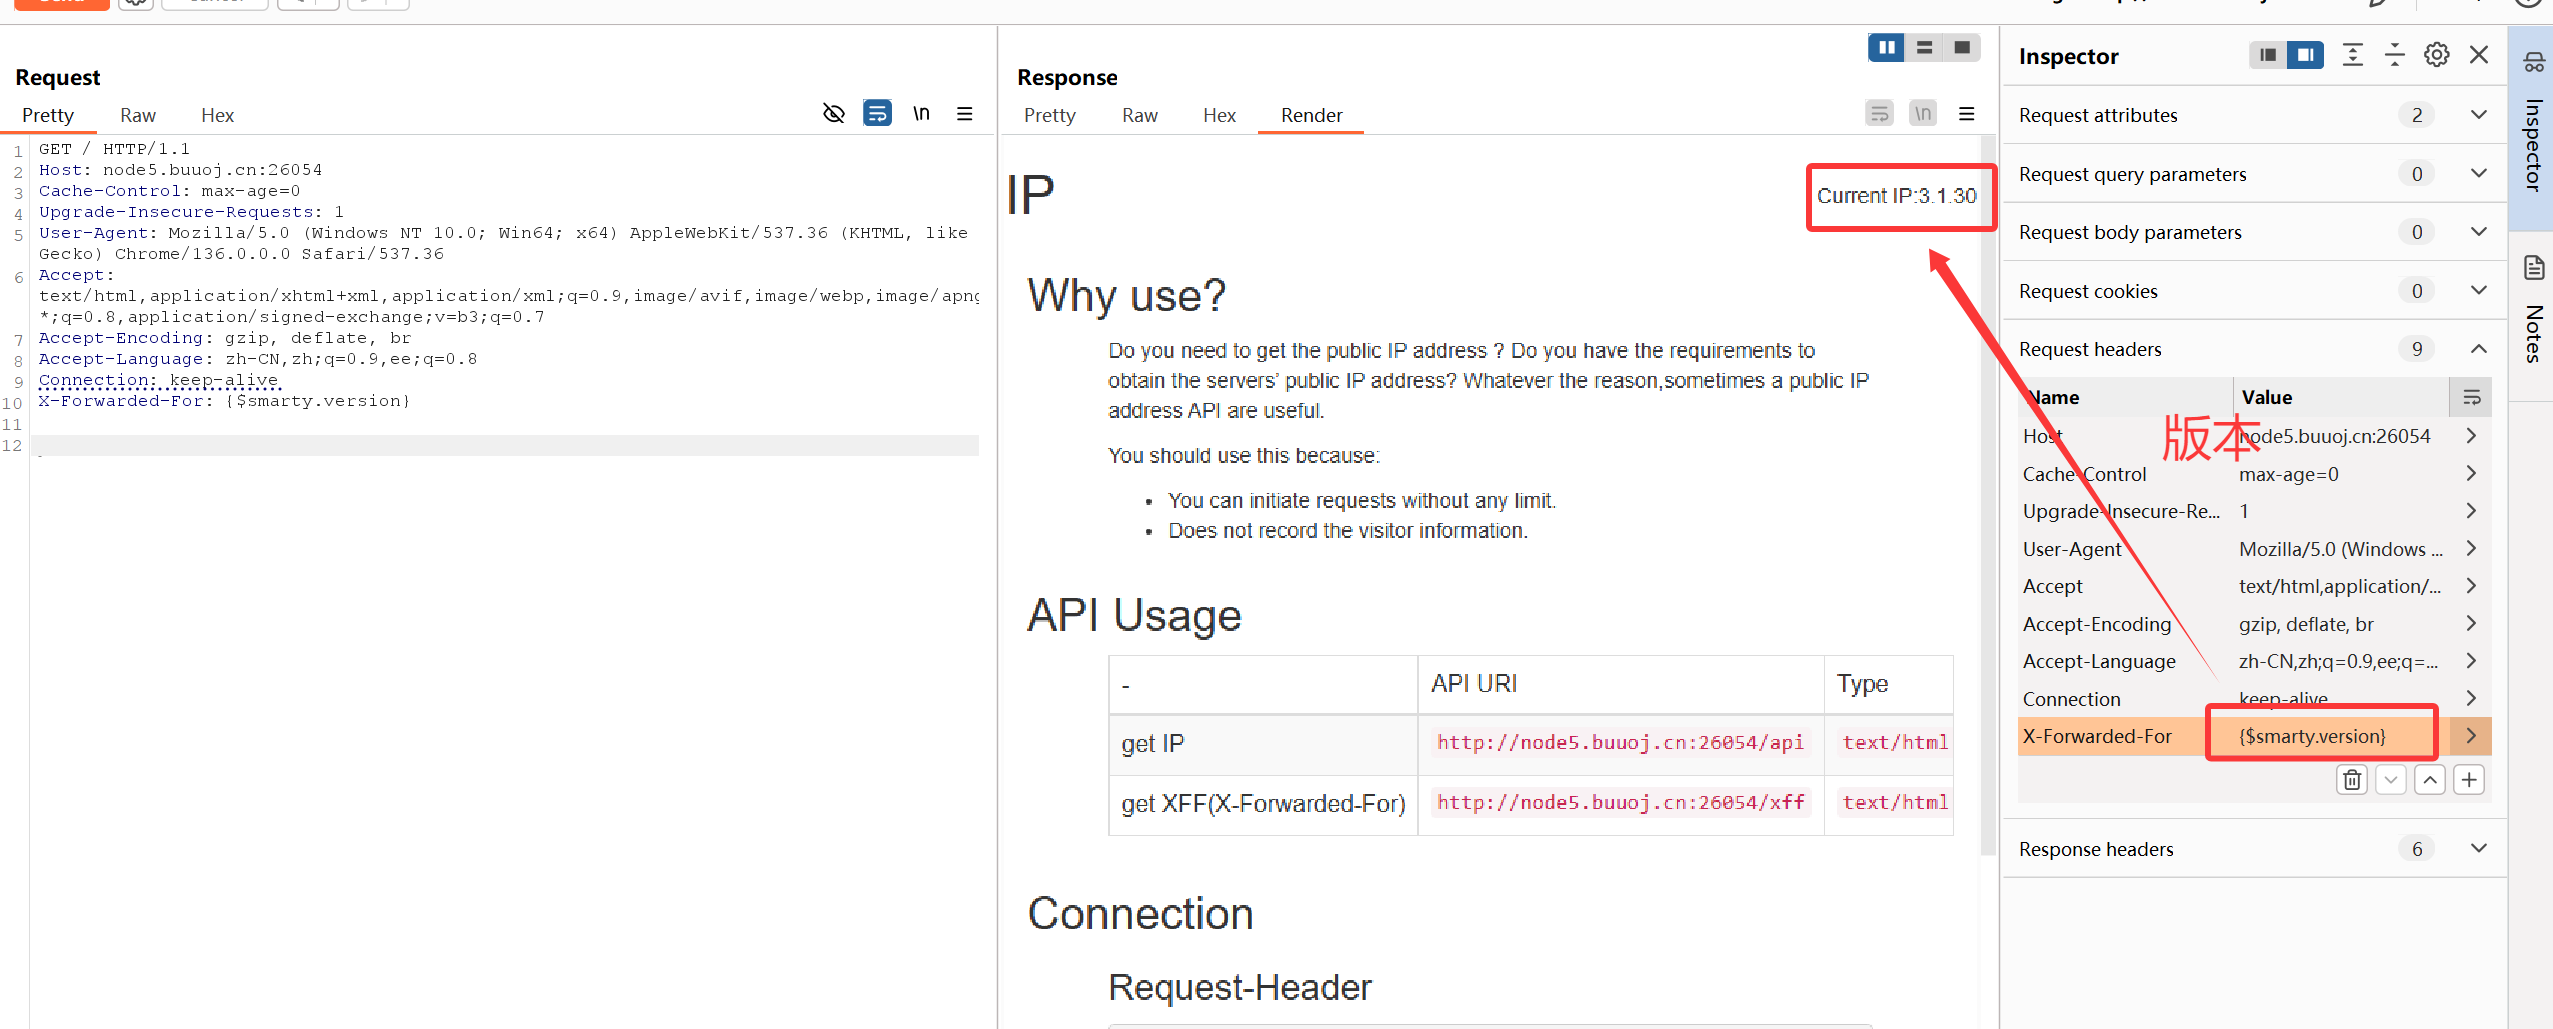 Request
Pretty Raw Hex
\n
1 GET / HTTP/1.1
2 Host: node5.buuoj.cn:26054
3 Cache-Control: max-age=0
4 Upgrade-Insecure-Requests: 1
5 User-Agent: Mozilla/5.0 (Windows NT 10.0; Win64; x64) AppleWebKit/537.36 (KHTML, like
Gecko) Chrome/136.0.0.0 Safari/537.36
6 Accept:
text/html,application/xhtml+xml,application/xml;q=0.9,image/avif,image/webp,image/apng
*;q=0.8,application/signed-exchange;v=b3;q=0.7
7 Accept-Encoding: gzip, deflate, br
8 Accept-Language: zh-CN,zh;q=0.9,ee;q=0.8
9 Connection: keep-alive
10 X-Forwarded-For: {$smarty.version}
11
12
Response
Pretty Raw Hex Render
\n
IP
Current IP:3.1.30
Why use?
Do you need to get the public IP address ? Do you have the requirements to
obtain the servers’ public IP address? Whatever the reason,sometimes a public IP
address API are useful.
You should use this because:
• You can initiate requests without any limit.
• Does not record the visitor information.
API Usage
- API URI Type
get IP http://node5.buuoj.cn:26054/api text/html
get XFF(X-Forwarded-For) http://node5.buuoj.cn:26054/xff text/html
Connection
Request-Header
Inspector
Request attributes 2
Request query parameters 0
Request body parameters 0
Request cookies 0
Request headers 9
Name Value
版本
Host node5.buuoj.cn:26054
Cache-Control max-age=0
Upgrade-Insecure-Re... 1
User-Agent Mozilla/5.0 (Windows ...
Accept text/html,application/...
Accept-Encoding gzip, deflate, br
Accept-Language zh-CN,zh;q=0.9,ee;q=...
Connection keep-alive
X-Forwarded-For {$smarty.version}
Response headers 6
Inspector
Notes